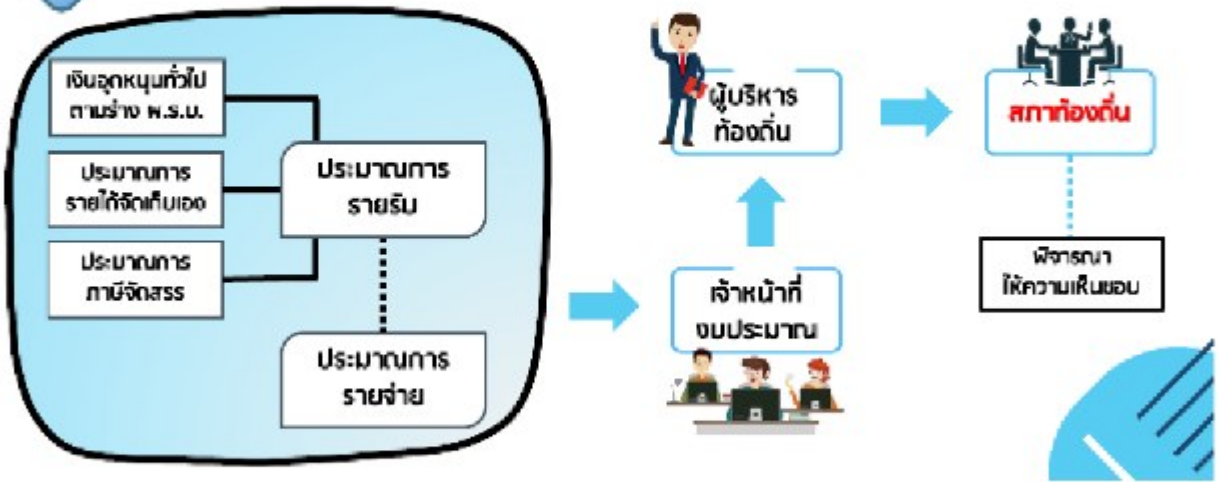 เงินอุดหนุนทั่วไป
ตามร่าง พ.ร.บ.
ประมาณการ
รายได้จัดเก็บเอง
ประมาณการ
ภาษีจัดสรร
ประมาณการ
รายรับ
ประมาณการ
รายจ่าย
เจ้าหน้าที่
งบประมาณ
ผู้บริหาร
ท้องถิ่น
สภาท้องถิ่น
พิจารณา
ให้ความเห็นชอบ